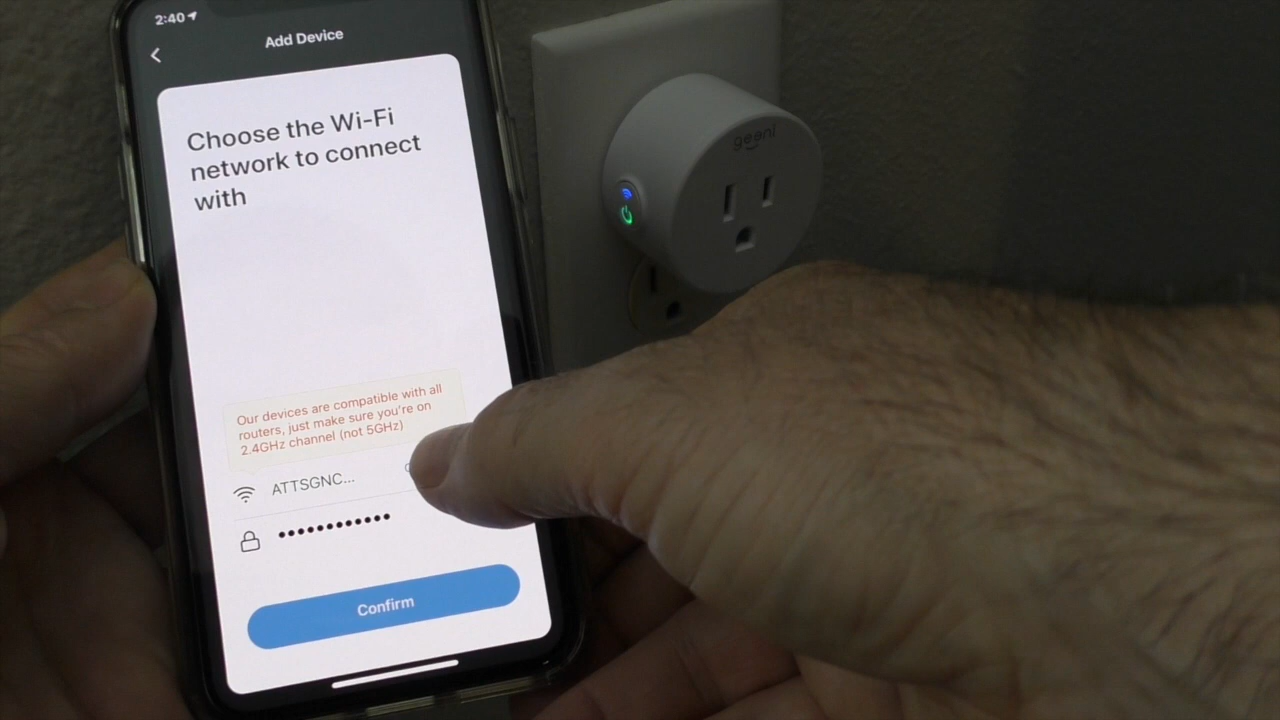 2:40
Add Device
Choose the Wi-Fi
network to connect
with
Our devices are compatible with all
routers, just make sure you're on
2.4GHz channel (not 5GHz)
ATTSGNC...
••••••••••••
Confirm
geeni